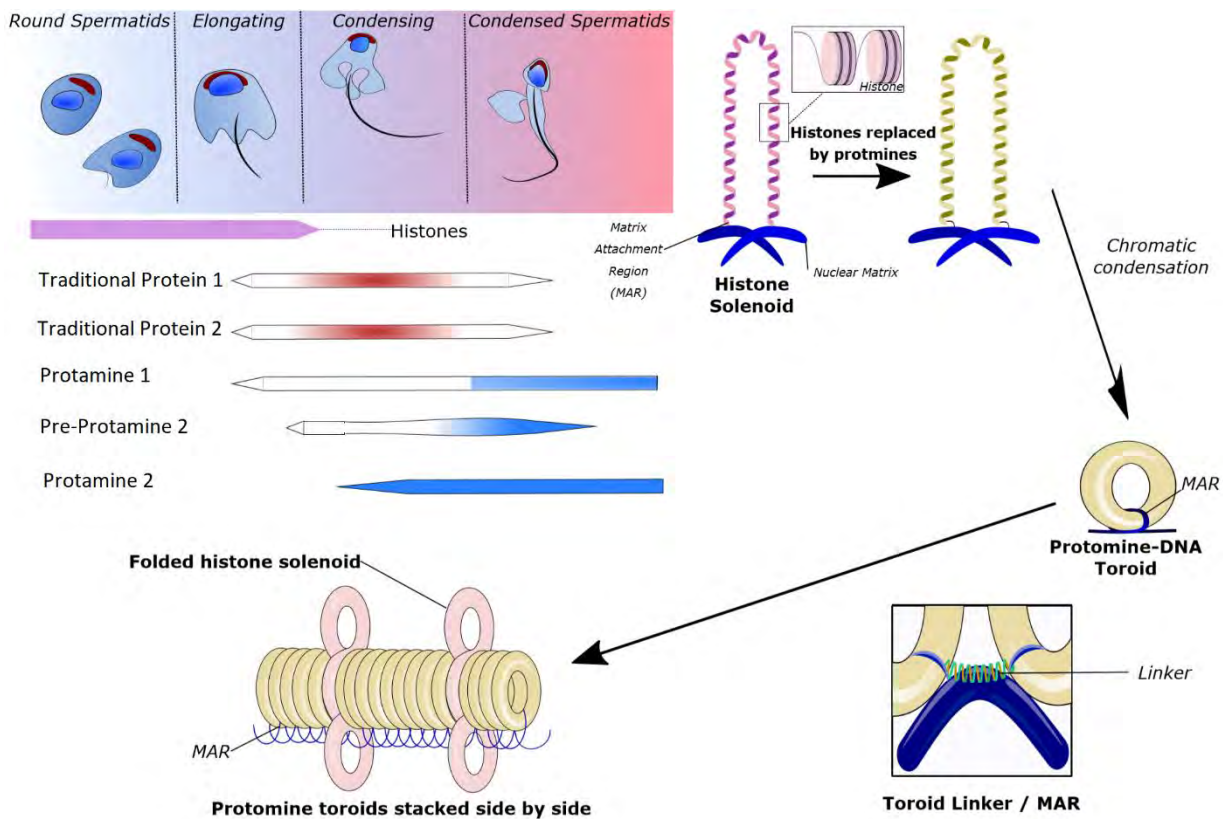 Round Spermatids
Elongating
Condensing
Condensed Spermatids
Histones
Traditional Protein 1
Traditional Protein 2
Protamine 1
Pre-Protamine 2
Protamine 2
Histone
Histones replaced
by protmines
Matrix
Attachment
Region
(MAR)
Nuclear Matrix
Histone
Solenoid
Chromatic
condensation
MAR
Protomine-DNA
Toroid
Folded histone solenoid
MAR
Protomine toroids stacked side by side
Linker
Toroid Linker / MAR